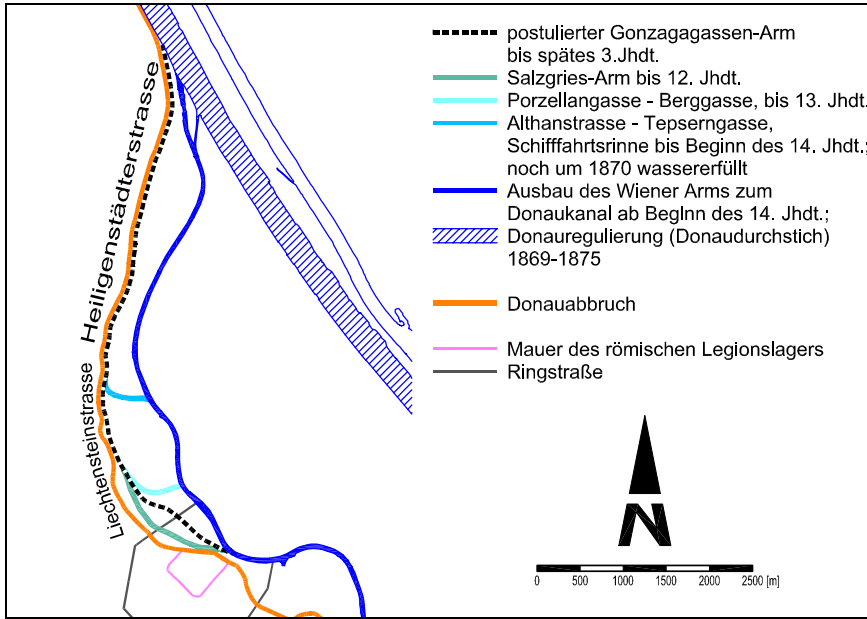 Heiligenstädterstrasse
Liechtensteinstrasse
postulierter Gonzagagassen-Arm
bis spätes 3.Jhdt.
Salzgries-Arm bis 12. Jhdt.
Porzellangasse - Berggasse, bis 13. Jhdt.
Althanstrasse - Tepserngasse,
Schifffahrtsrinne bis Beginn des 14. Jhdt.;
noch um 1870 wassererfüllt
Ausbau des Wiener Arms zum
Donaukanal ab Beginn des 14. Jhdt.;
Donauregulierung (Donaudurchstich)
1869-1875
Donauabbruch
Mauer des römischen Legionslagers
Ringstraße
N
0 500 1000 1500 2000 2500 [m]